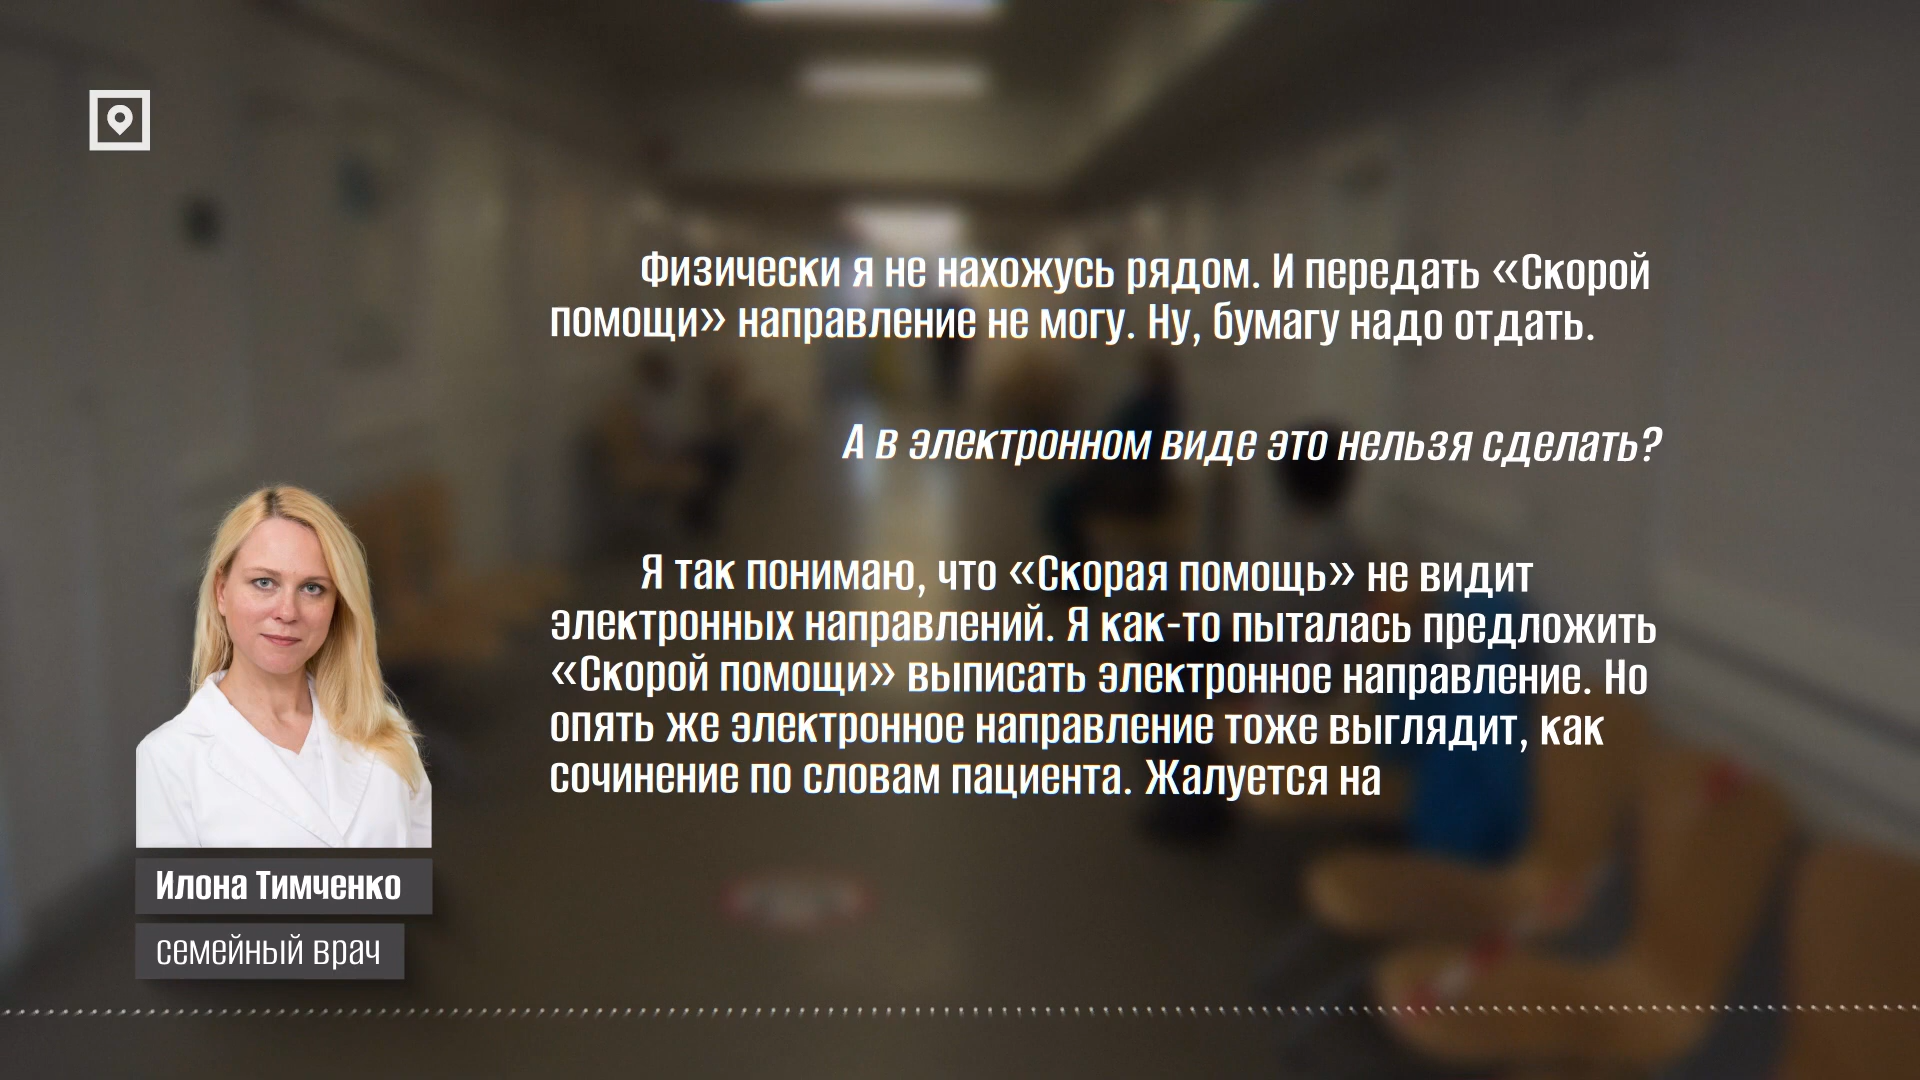 Физически я не нахожусь рядом. И передать «Скорой
помощи» направление не могу. Ну, бумагу надо отдать.
А в электронном виде это нельзя сделать?
Я так понимаю, что «Скорая помощь» не видит
электронных направлений. Я как-то пыталась предложить
«Скорой помощи» выписать электронное направление. Но
опять же электронное направление тоже выглядит, как
сочинение по словам пациента. Жалуется на
Илона Тимченко
семейный врач